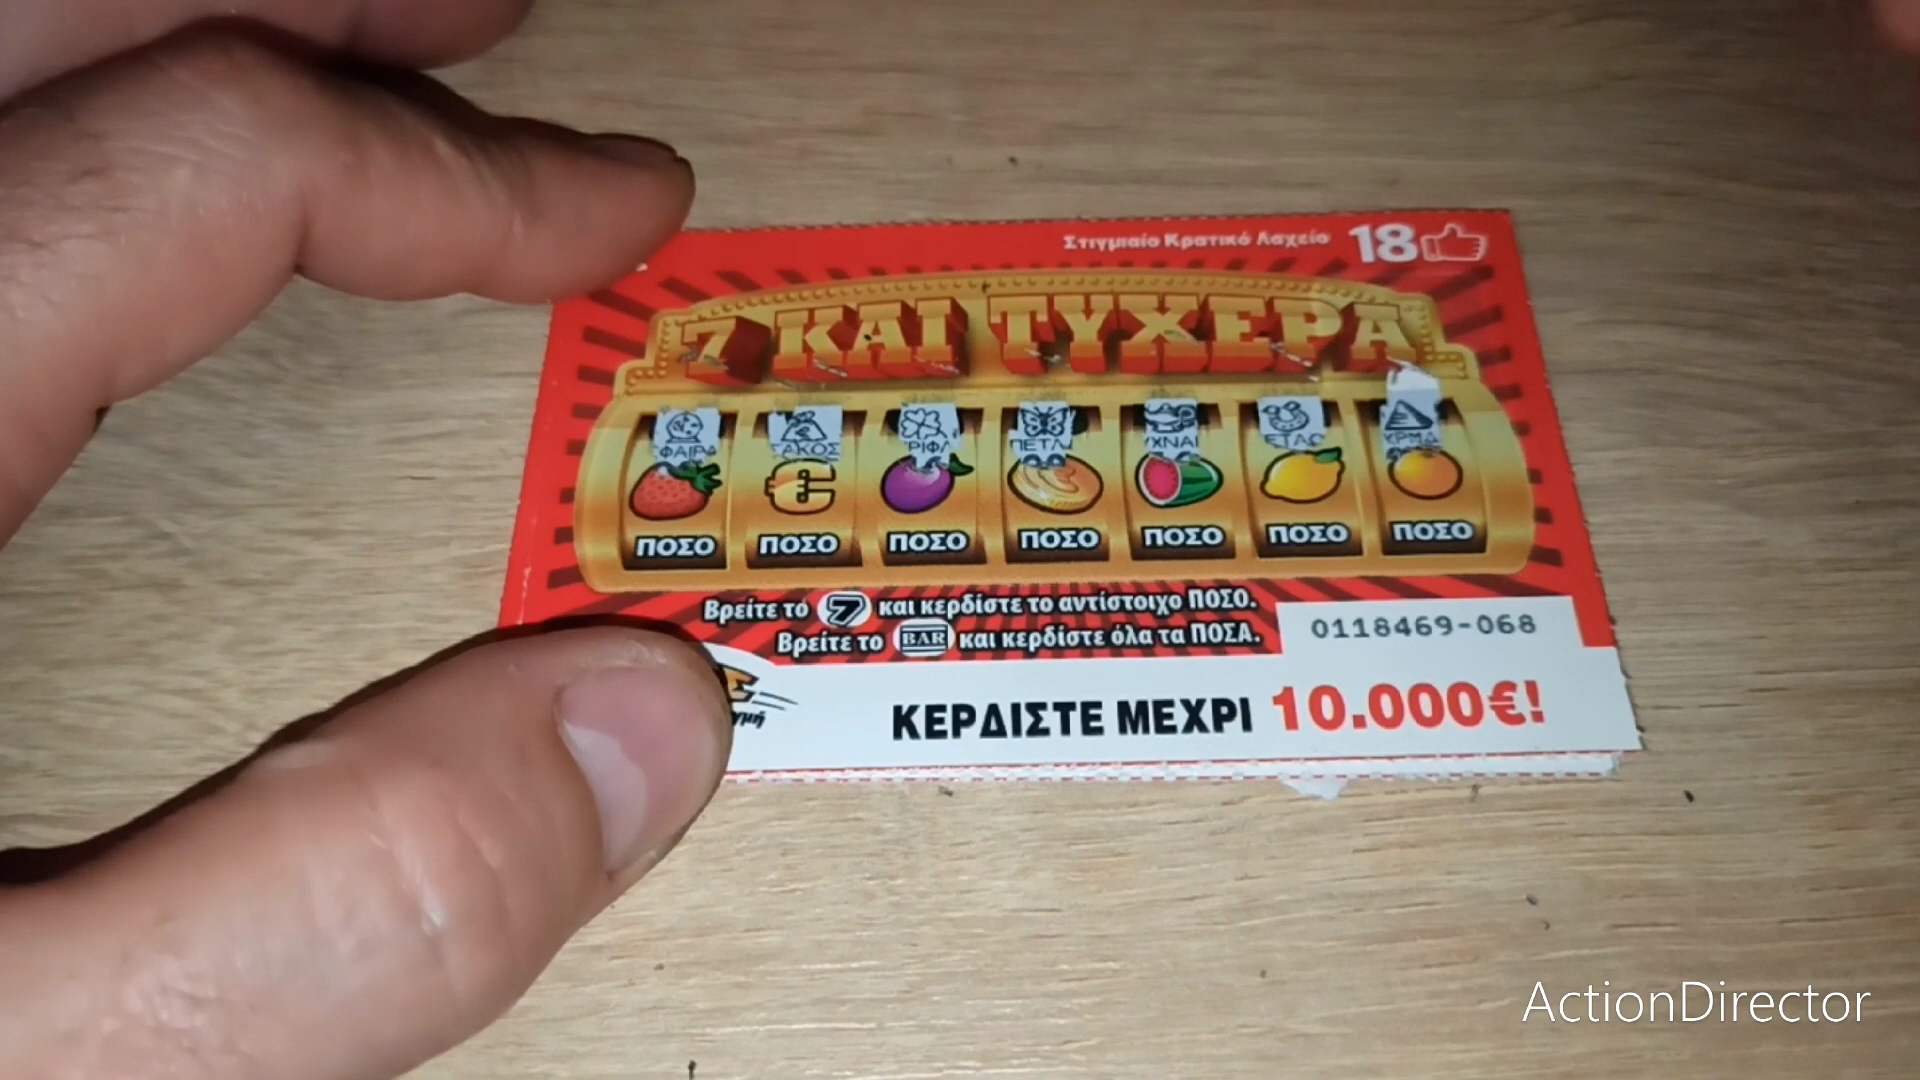 Στιγμιαίο Κρατικό Λαχείο 18
7 ΚΑΙ ΤΥΧΕΡΑ
ΠΟΣΟ ΠΟΣΟ ΠΟΣΟ ΠΟΣΟ ΠΟΣΟ ΠΟΣΟ ΠΟΣΟ
Βρείτε τό 7 και κερδίστε το αντίστοιχο ΠΟΣΟ.
Βρείτε το BAR και κερδίστε όλα τα ΠΟΣΑ.
0118469-068
ΚΕΡΔΙΣΤΕ ΜΕΧΡΙ 10.000€!
ActionDirector